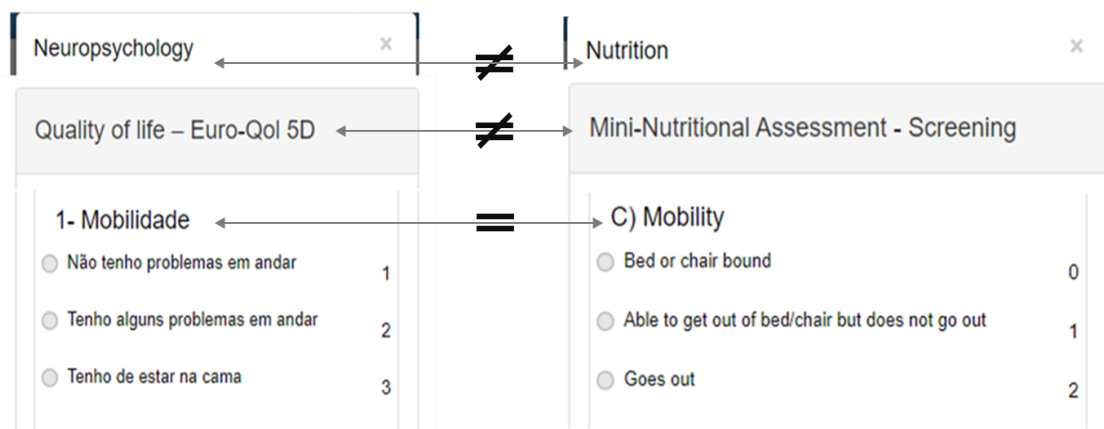 Neuropsychology ×
≠
Nutrition ×
Quality of life – Euro-Qol 5D
≠
Mini-Nutritional Assessment - Screening
1- Mobilidade
=
C) Mobility
Não tenho problemas em andar 1
Tenho alguns problemas em andar 2
Tenho de estar na cama 3
Bed or chair bound 0
Able to get out of bed/chair but does not go out 1
Goes out 2